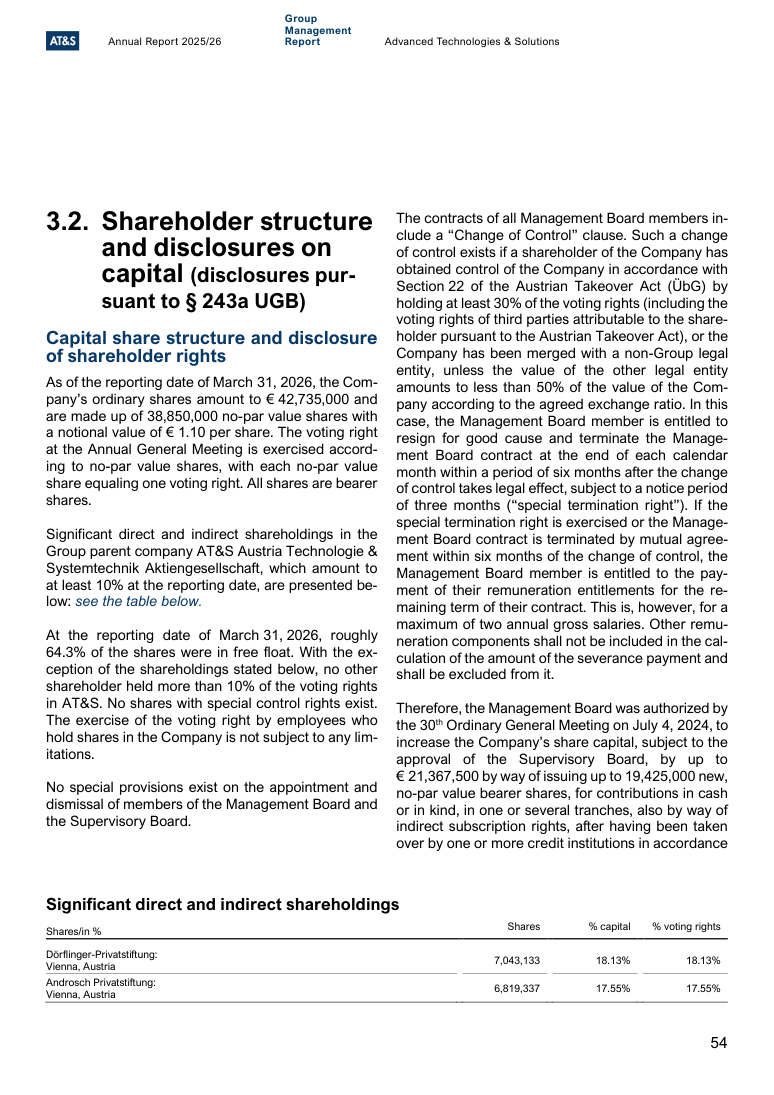 AT&S
Annual Report 2025/26
Group
Management
Report
Advanced Technologies & Solutions
3.2. Shareholder structure
and disclosures on
capital (disclosures pur-
suant to § 243a UGB)
Capital share structure and disclosure
of shareholder rights
As of the reporting date of March 31, 2026, the Com-
pany's ordinary shares amount to € 42,735,000 and
are made up of 38,850,000 no-par value shares with
a notional value of € 1.10 per share. The voting right
at the Annual General Meeting is exercised accord-
ing to no-par value shares, with each no-par value
share equaling one voting right. All shares are bearer
shares.
Significant direct and indirect shareholdings in the
Group parent company AT&S Austria Technologie &
Systemtechnik Aktiengesellschaft, which amount to
at least 10% at the reporting date, are presented be-
low: see the table below.
At the reporting date of March 31, 2026, roughly
64.3% of the shares were in free float. With the ex-
ception of the shareholdings stated below, no other
shareholder held more than 10% of the voting rights
in AT&S. No shares with special control rights exist.
The exercise of the voting right by employees who
hold shares in the Company is not subject to any lim-
itations.
No special provisions exist on the appointment and
dismissal of members of the Management Board and
the Supervisory Board.
The contracts of all Management Board members in-
clude a “Change of Control” clause. Such a change
of control exists if a shareholder of the Company has
obtained control of the Company in accordance with
Section 22 of the Austrian Takeover Act (ÜbG) by
holding at least 30% of the voting rights (including the
voting rights of third parties attributable to the share-
holder pursuant to the Austrian Takeover Act), or the
Company has been merged with a non-Group legal
entity, unless the value of the other legal entity
amounts to less than 50% of the value of the Com-
pany according to the agreed exchange ratio. In this
case, the Management Board member is entitled to
resign for good cause and terminate the Manage-
ment Board contract at the end of each calendar
month within a period of six months after the change
of control takes legal effect, subject to a notice period
of three months (“special termination right”). If the
special termination right is exercised or the Manage-
ment Board contract is terminated by mutual agree-
ment within six months of the change of control, the
Management Board member is entitled to the pay-
ment of their remuneration entitlements for the re-
maining term of their contract. This is, however, for a
maximum of two annual gross salaries. Other remu-
neration components shall not be included in the cal-
culation of the amount of the severance payment and
shall be excluded from it.
Therefore, the Management Board was authorized by
the 30th Ordinary General Meeting on July 4, 2024, to
increase the Company's share capital, subject to the
approval of the Supervisory Board, by up to
€ 21,367,500 by way of issuing up to 19,425,000 new,
no-par value bearer shares, for contributions in cash
or in kind, in one or several tranches, also by way of
indirect subscription rights, after having been taken
over by one or more credit institutions in accordance
Significant direct and indirect shareholdings
Shares/in % Shares % capital % voting rights
Dörflinger-Privatstiftung:
Vienna, Austria 7,043,133 18.13% 18.13%
Androsch Privatstiftung:
Vienna, Austria 6,819,337 17.55% 17.55%
54